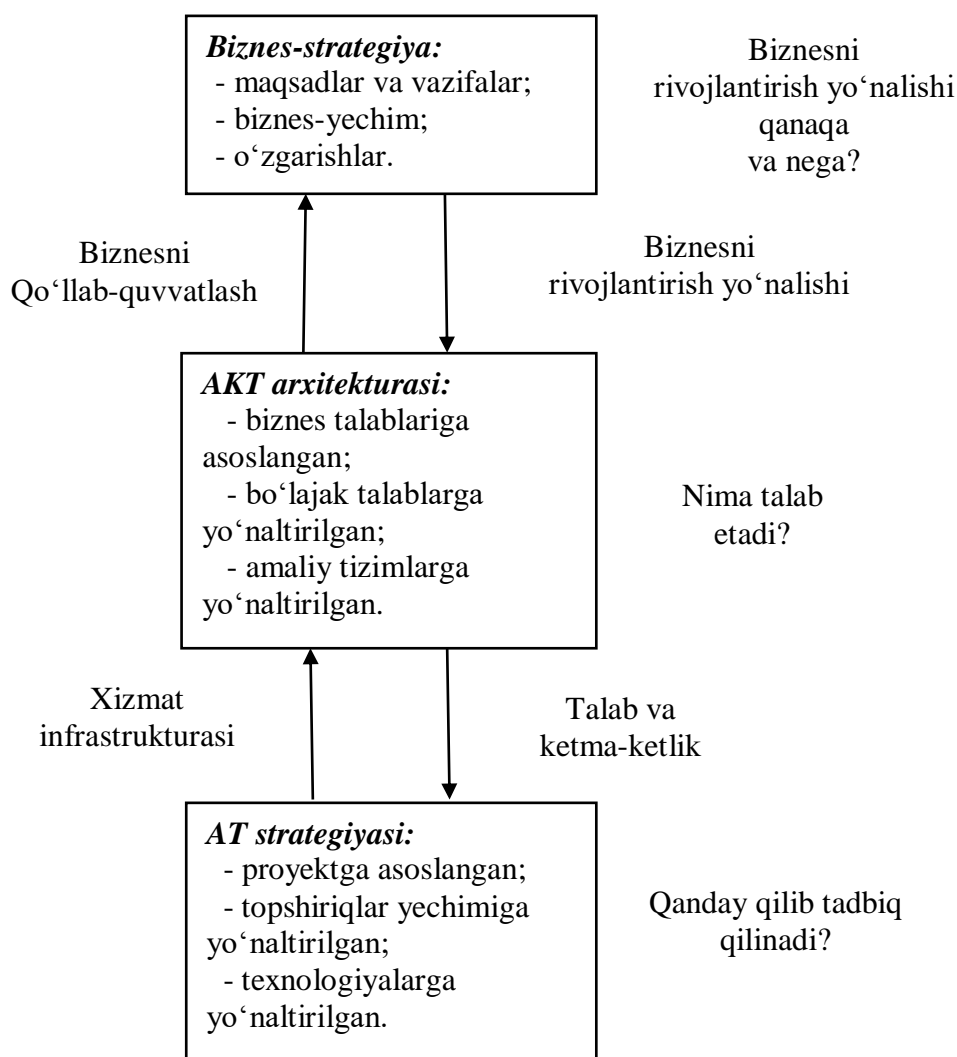 Biznes-strategiya:
- maqsadlar va vazifalar;
- biznes-yechim;
- o‘zgarishlar.
Biznesni
rivojlantirish yo‘nalishi
qanaqa
va nega?
Biznesni
Qo‘llab-quvvatlash
Biznesni
rivojlantirish yo‘nalishi
AKT arxitekturasi:
- biznes talablariga
asoslangan;
- bo‘lajak talablarga
yo‘naltirilgan;
- amaliy tizimlarga
yo‘naltirilgan.
Nima talab
etadi?
Xizmat
infrastrukturasi
Talab va
ketma-ketlik
AT strategiyasi:
- proyektga asoslangan;
- topshiriqlar yechimiga
yo‘naltirilgan;
- texnologiyalarga
yo‘naltirilgan.
Qanday qilib tadbiq
qilinadi?